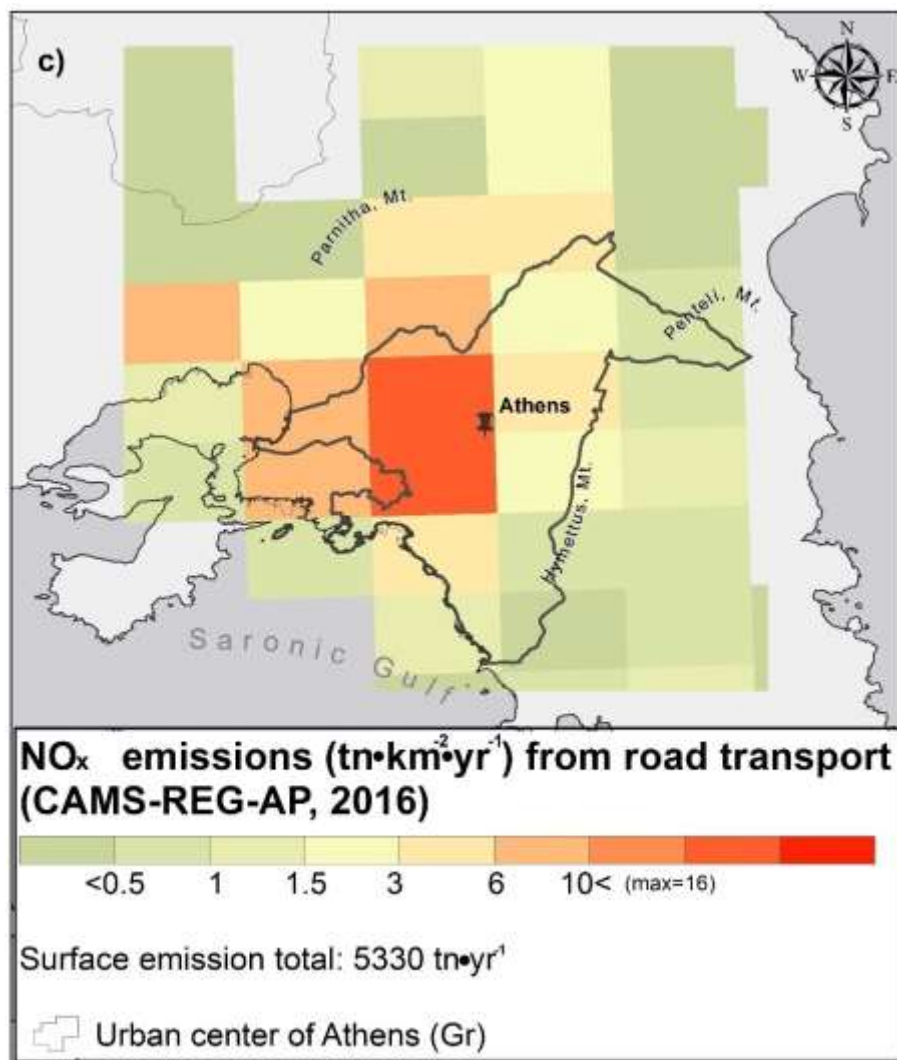 c)
N
W E
S
Parnitha, Mt.
Penteli, Mt.
Athens
Hymettus, Mt.
Saronic Gulf
NOx emissions (tn•km⁻²•yr⁻¹) from road transport
(CAMS-REG-AP, 2016)
<0.5 1 1.5 3 6 10< (max=16)
Surface emission total: 5330 tn•yr⁻¹
Urban center of Athens (Gr)